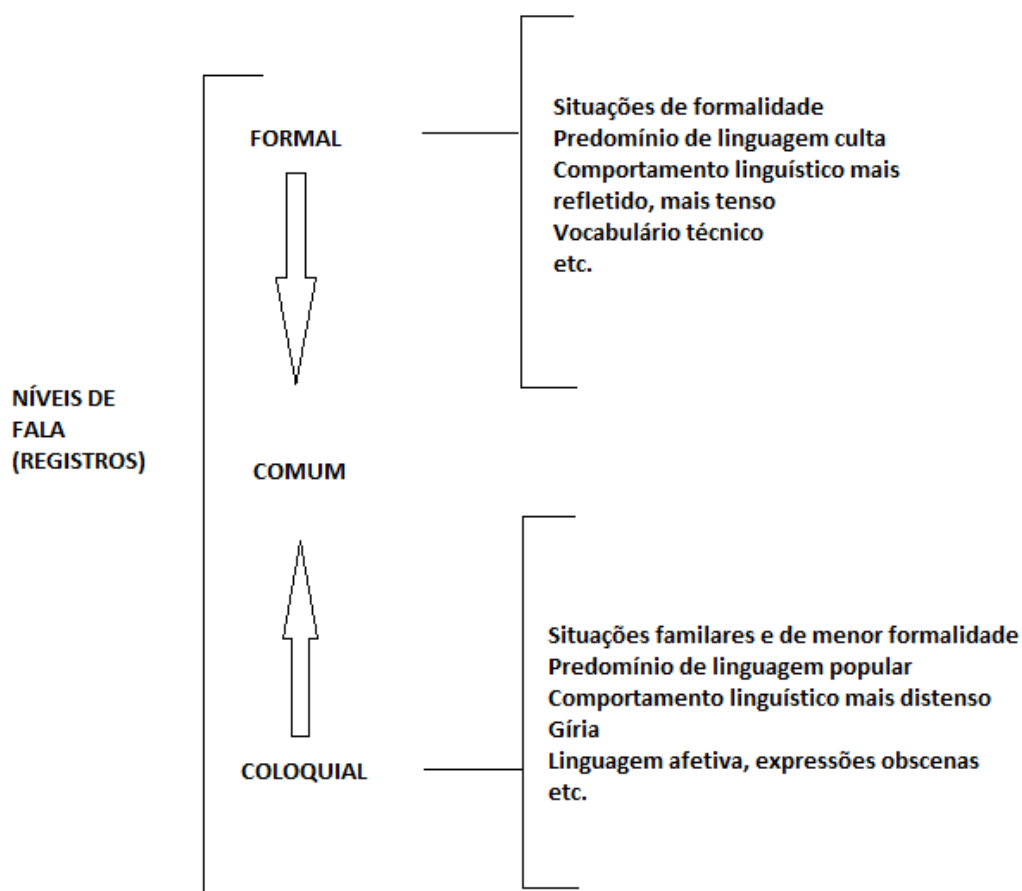 NÍVEIS DE
FALA
(REGISTROS)
FORMAL
Situações de formalidade
Predomínio de linguagem culta
Comportamento linguístico mais
refletido, mais tenso
Vocabulário técnico
etc.
COMUM
COLOQUIAL
Situações familares e de menor formalidade
Predomínio de linguagem popular
Comportamento linguístico mais distenso
Gíria
Linguagem afetiva, expressões obscenas
etc.